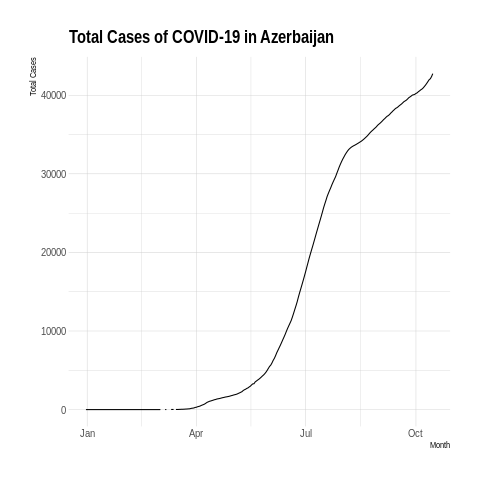 Total Cases of COVID-19 in Azerbaijan
Total Cases
40000
30000
20000
10000
0
Jan Apr Jul Oct
Month